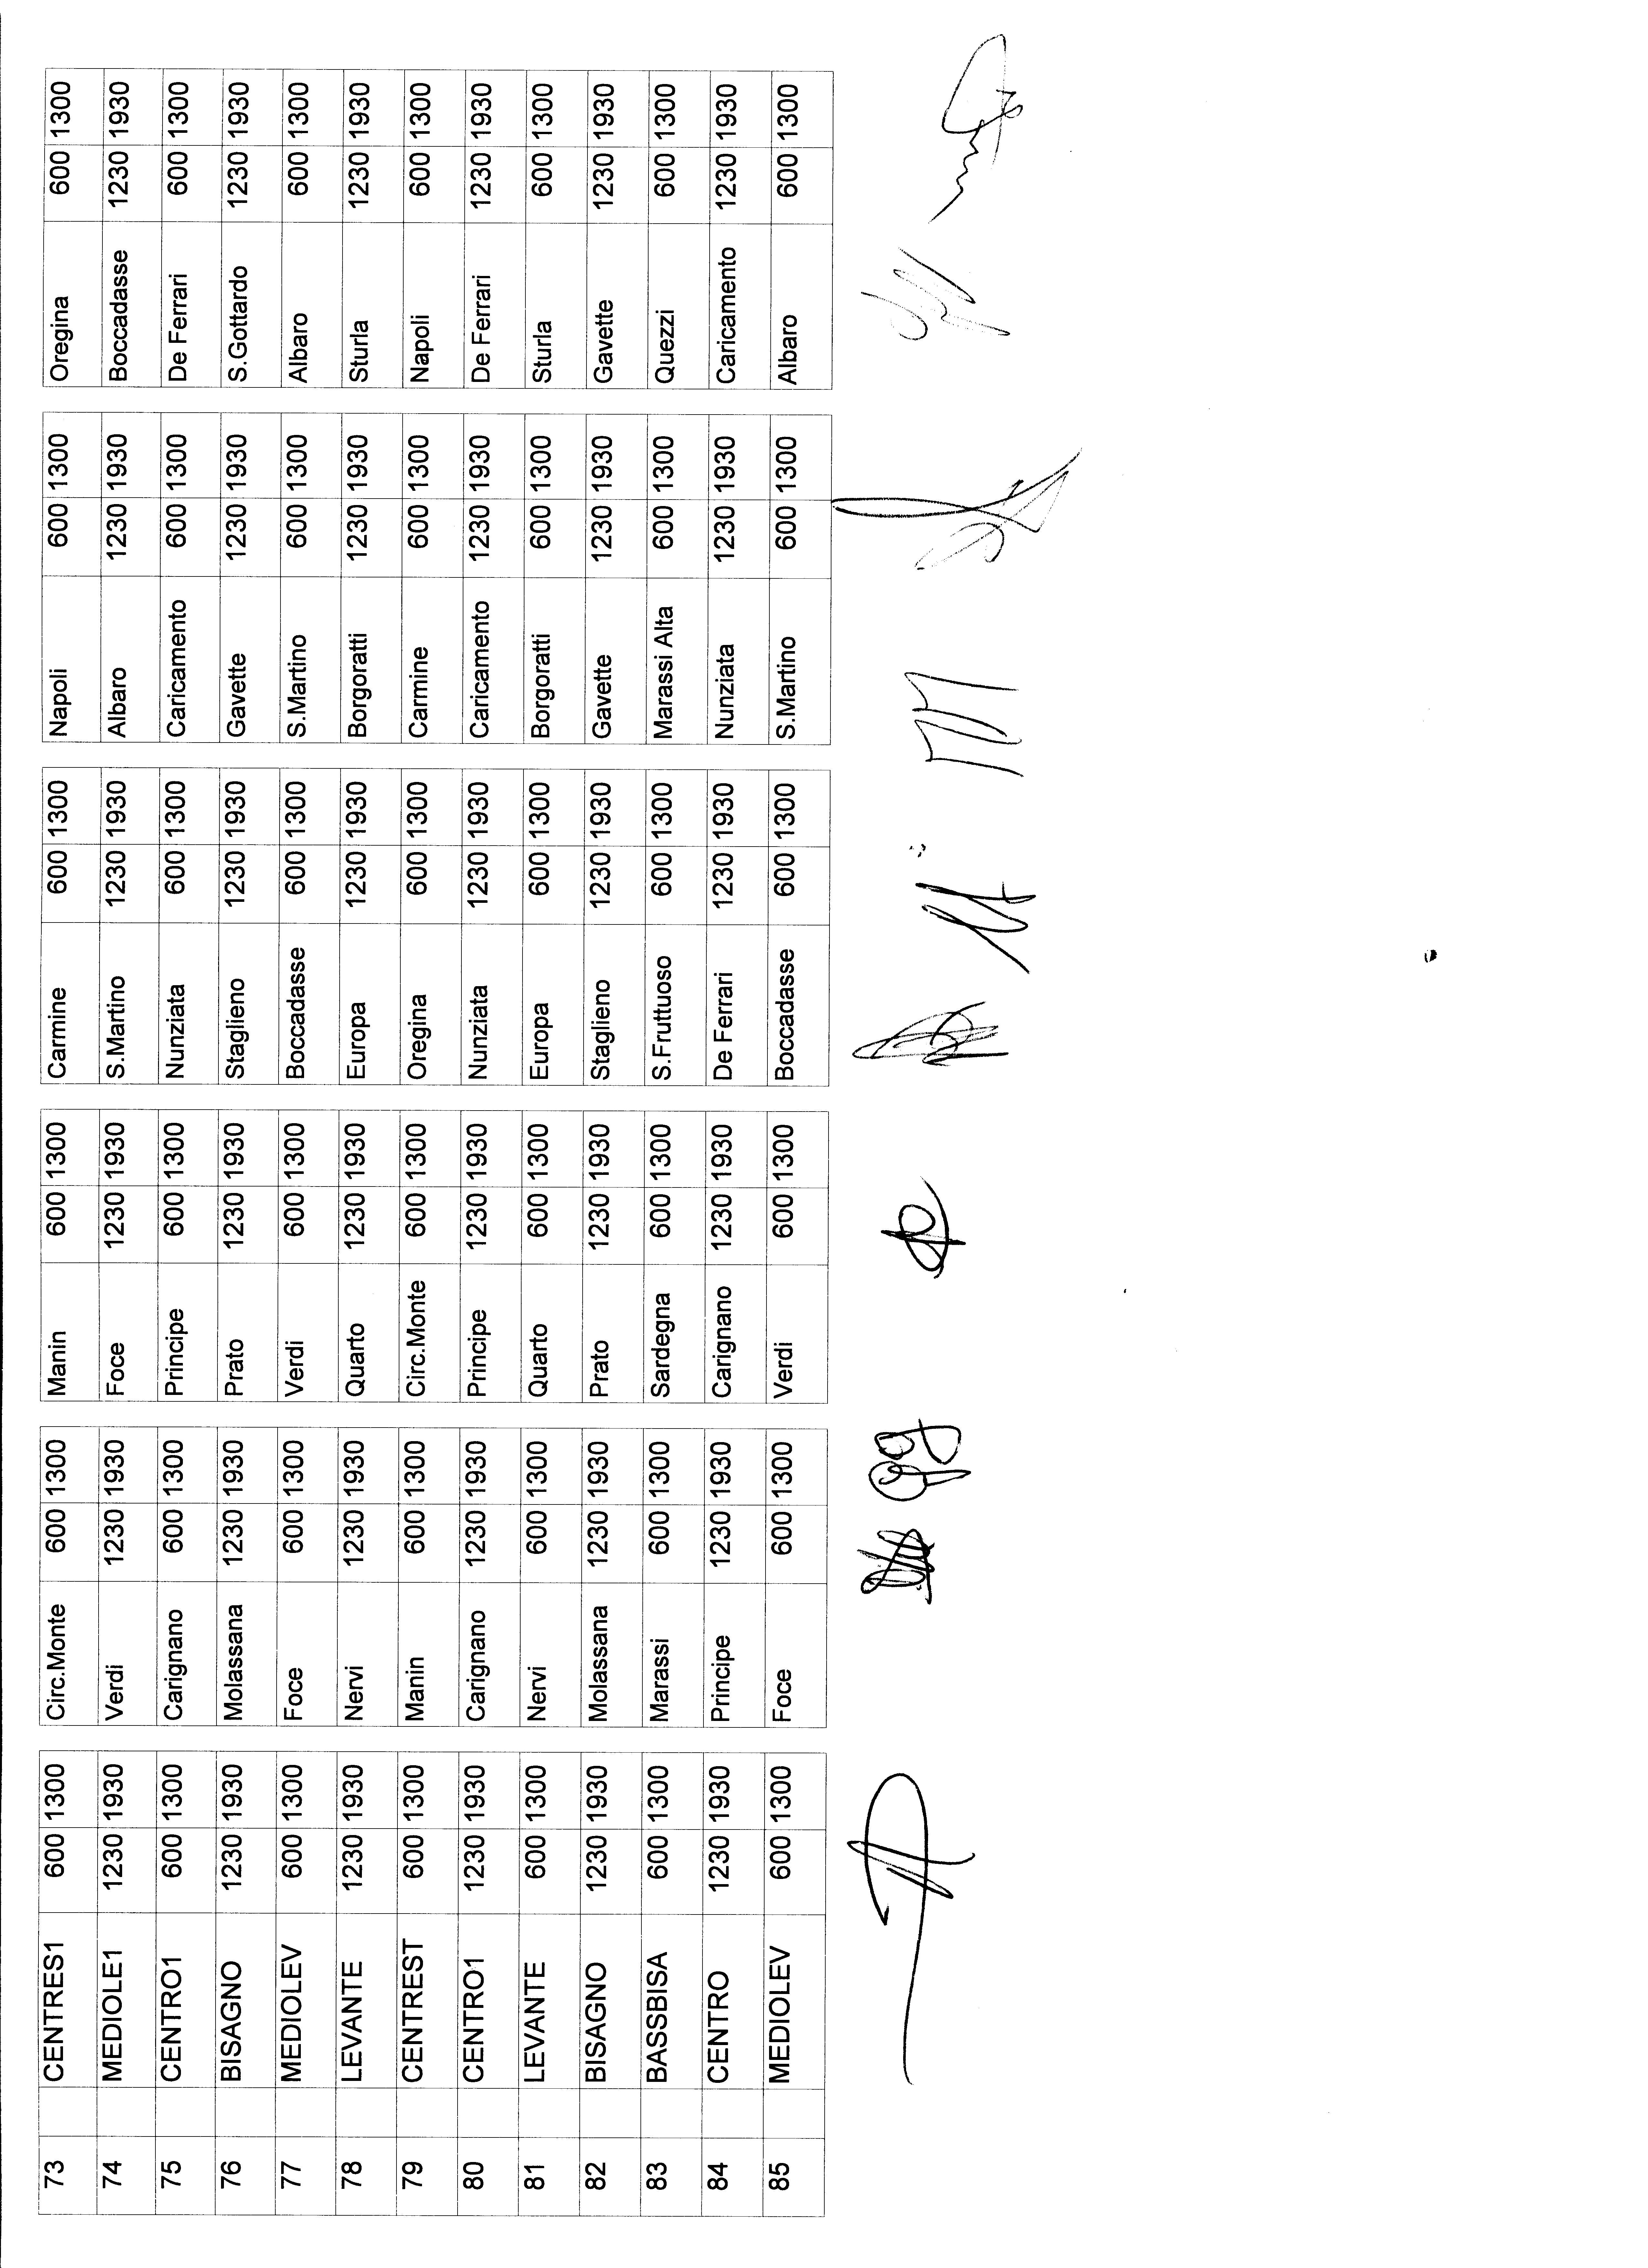 73 CENTRES1 600 1300 Circ.Monte 600 1300 Manin 600 1300 Carmine 600 1300 Napoli 600 1300 Oregina 600 1300
74 MEDIOLE1 1230 1930 Verdi 1230 1930 Foce 1230 1930 S.Martino 1230 1930 Albaro 1230 1930 Boccadasse 1230 1930
75 CENTRO1 600 1300 Carignano 600 1300 Principe 600 1300 Nunziata 600 1300 Caricamento 600 1300 De Ferrari 600 1300
76 BISAGNO 1230 1930 Molassana 1230 1930 Prato 1230 1930 Staglieno 1230 1930 Gavette 1230 1930 S.Gottardo 1230 1930
77 MEDIOLEV 600 1300 Foce 600 1300 Verdi 600 1300 Boccadasse 600 1300 S.Martino 600 1300 Albaro 600 1300
78 LEVANTE 1230 1930 Nervi 1230 1930 Quarto 1230 1930 Europa 1230 1930 Borgoratti 1230 1930 Sturla 1230 1930
79 CENTREST 600 1300 Manin 600 1300 Circ.Monte 600 1300 Oregina 600 1300 Carmine 600 1300 Napoli 600 1300
80 CENTRO1 1230 1930 Carignano 1230 1930 Principe 1230 1930 Nunziata 1230 1930 Caricamento 1230 1930 De Ferrari 1230 1930
81 LEVANTE 600 1300 Nervi 600 1300 Quarto 600 1300 Europa 600 1300 Borgoratti 600 1300 Sturla 600 1300
82 BISAGNO 1230 1930 Molassana 1230 1930 Prato 1230 1930 Staglieno 1230 1930 Gavette 1230 1930 Gavette 1230 1930
83 BASSBISA 600 1300 Marassi 600 1300 Sardegna 600 1300 S.Fruttuoso 600 1300 Marassi Alta 600 1300 Quezzi 600 1300
84 CENTRO 1230 1930 Principe 1230 1930 Carignano 1230 1930 De Ferrari 1230 1930 Nunziata 1230 1930 Caricamento 1230 1930
85 MEDIOLEV 600 1300 Foce 600 1300 Verdi 600 1300 Boccadasse 600 1300 S.Martino 600 1300 Albaro 600 1300